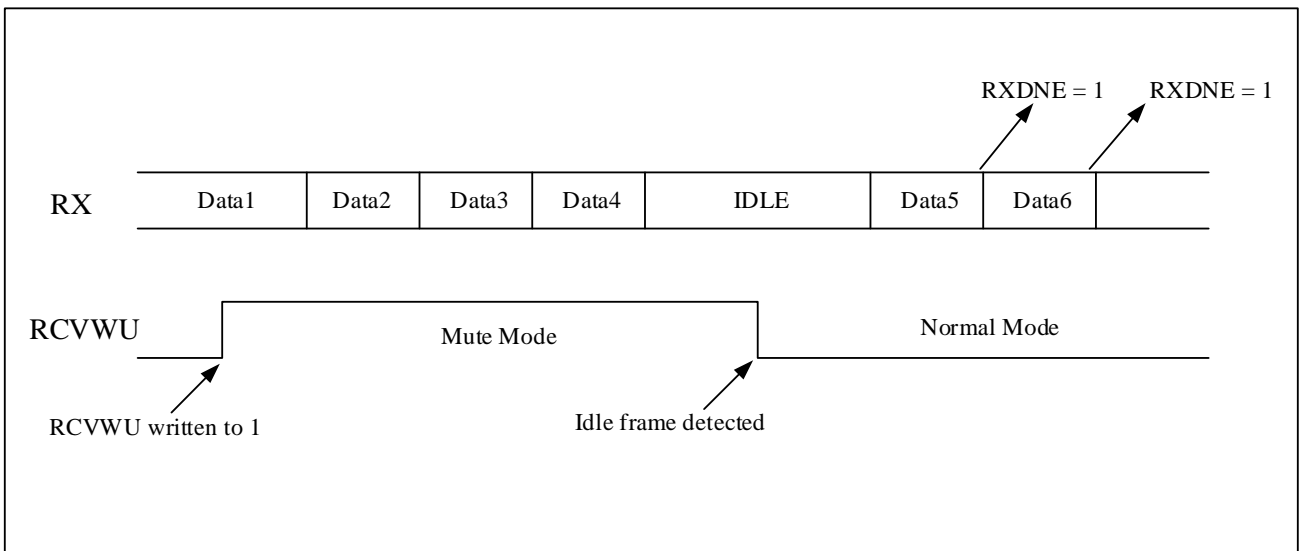 RXDNE = 1 RXDNE = 1
RX Data1 Data2 Data3 Data4 IDLE Data5 Data6
RCVWU Mute Mode Normal Mode
RCVWU written to 1 Idle frame detected